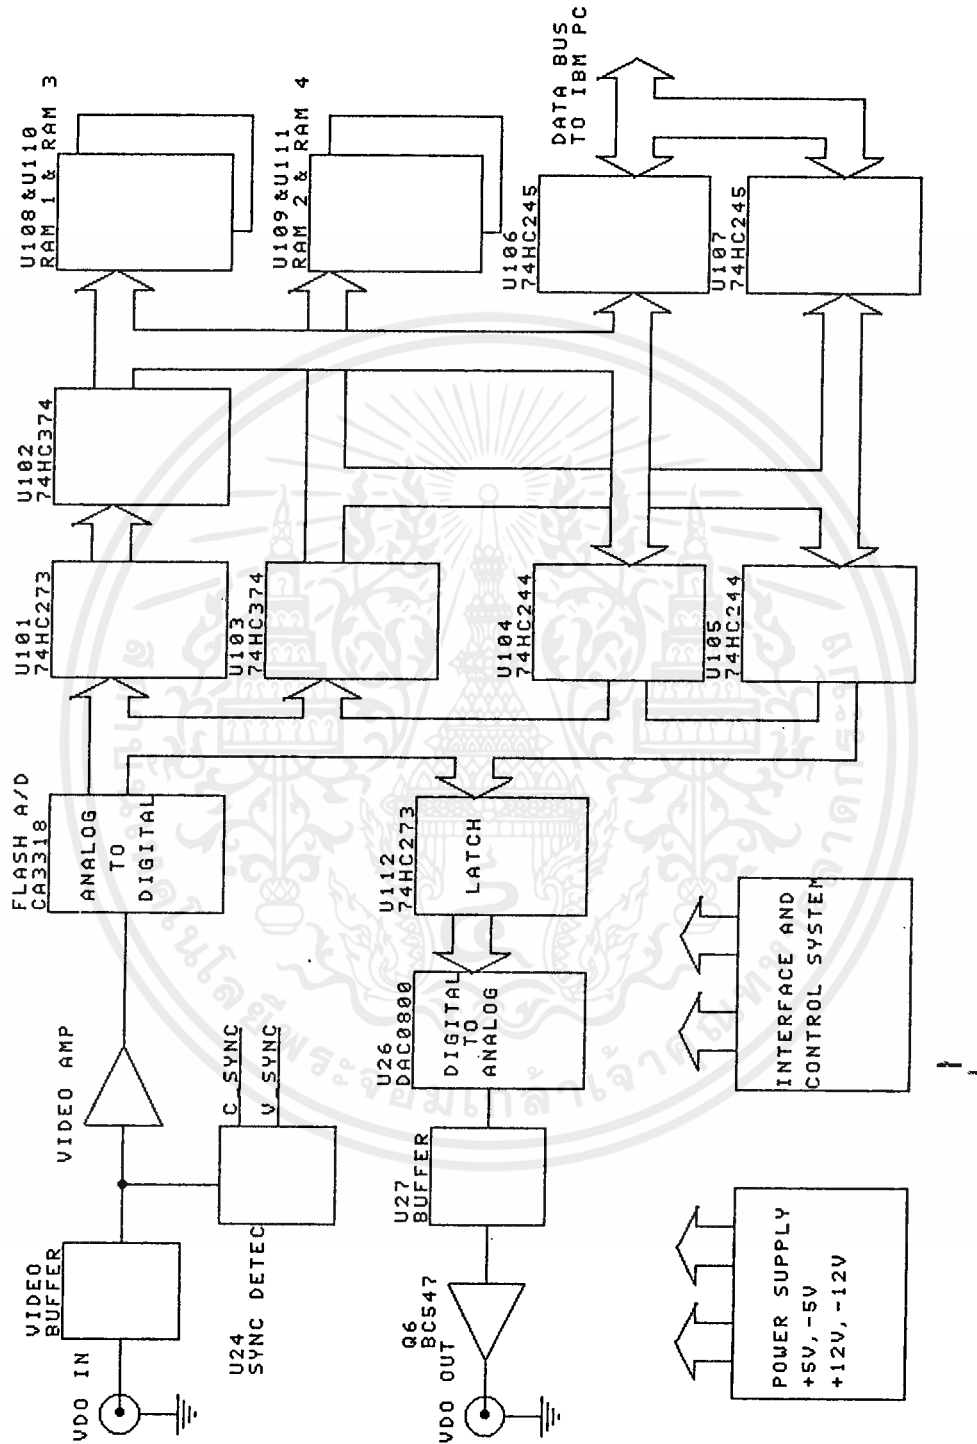 VDO IN
VIDEO
BUFFER
VIDEO AMP
FLASH A/D
CA3318
ANALOG
TO
DIGITAL
U101
74HC273
U102
74HC374
U108&U110
RAM 1 & RAM 3
U24
SYNC DETEC
C_SYNC
V_SYNC
U103
74HC374
U109&U111
RAM 2 & RAM 4
VDO OUT
Q6
BC547
U27
BUFFER
U26
DAC0800
DIGITAL
TO
ANALOG
U112
74HC273
LATCH
U104
74HC244
U106
74HC245
DATA BUS
TO IBM PC
U105
74HC244
U107
74HC245
POWER SUPPLY
+5V,-5V
+12V,-12V
INTERFACE AND
CONTROL SYSTEM